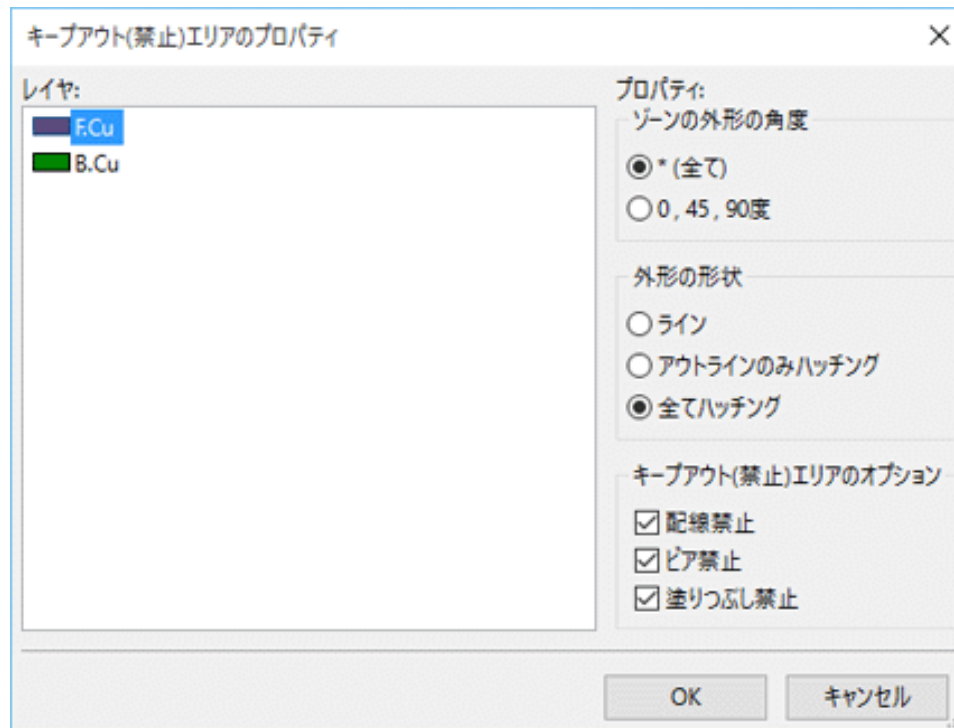 キープアウト(禁止)エリアのプロパティ
レイヤ:
F.Cu
B.Cu
プロパティ:
ゾーンの外形の角度
* (全て)
0 , 45 , 90度
外形の形状
ライン
アウトラインのみハッチング
全てハッチング
キープアウト(禁止)エリアのオプション
配線禁止
ビア禁止
塗りつぶし禁止
OK
キャンセル